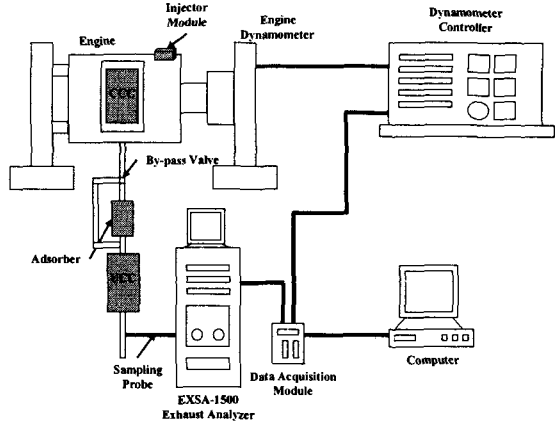 Injector
Module
Engine
Engine
Dynamometer
Dynamometer
Controller
CCC
By-pass Valve
Adsorber
Sampling
Probe
EXSA-1500
Exhaust Analyzer
Data Acquisition
Module
Computer